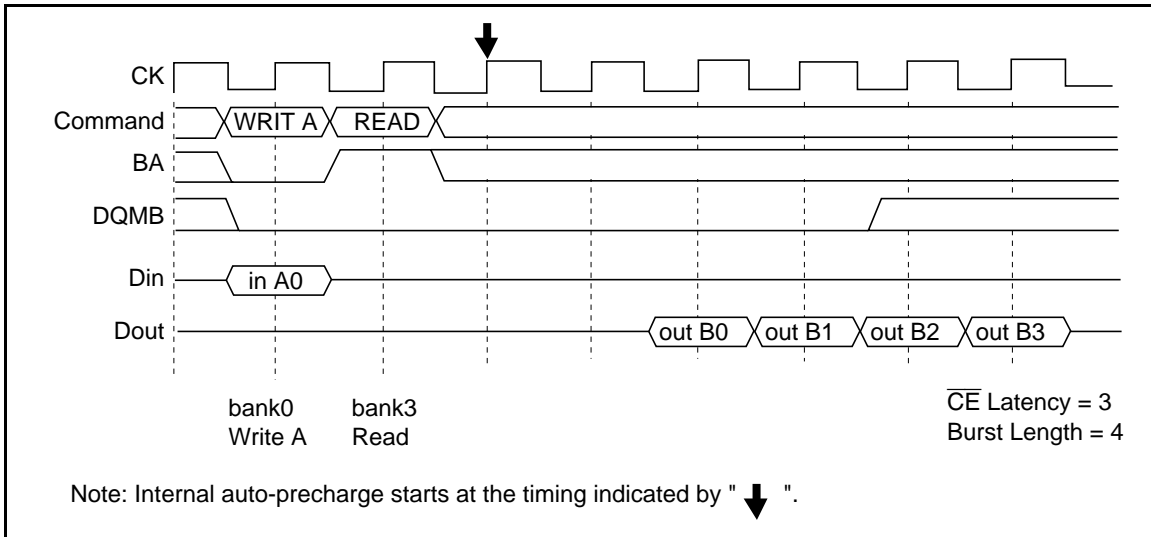 CK
Command WRIT A READ
BA
DQMB
Din in A0
Dout out B0 out B1 out B2 out B3
bank0 bank3 CE Latency = 3
Write A Read Burst Length = 4
Note: Internal auto-precharge starts at the timing indicated by " ".